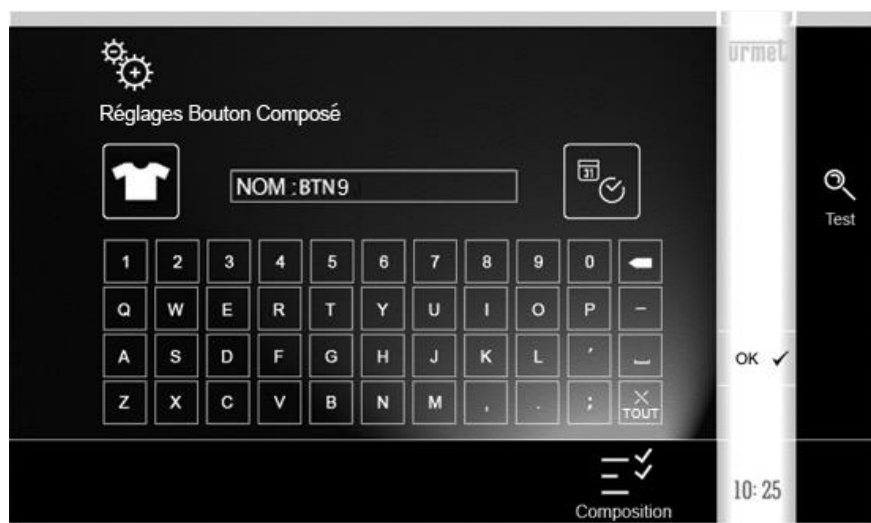 urmet
Réglages Bouton Composé
31
NOM :BTN9
Test
1 2 3 4 5 6 7 8 9 0
Q W E R T Y U I O P –
A S D F G H J K L ′
OK
Z X C V B N M , . ; TOUT
Composition
10:25